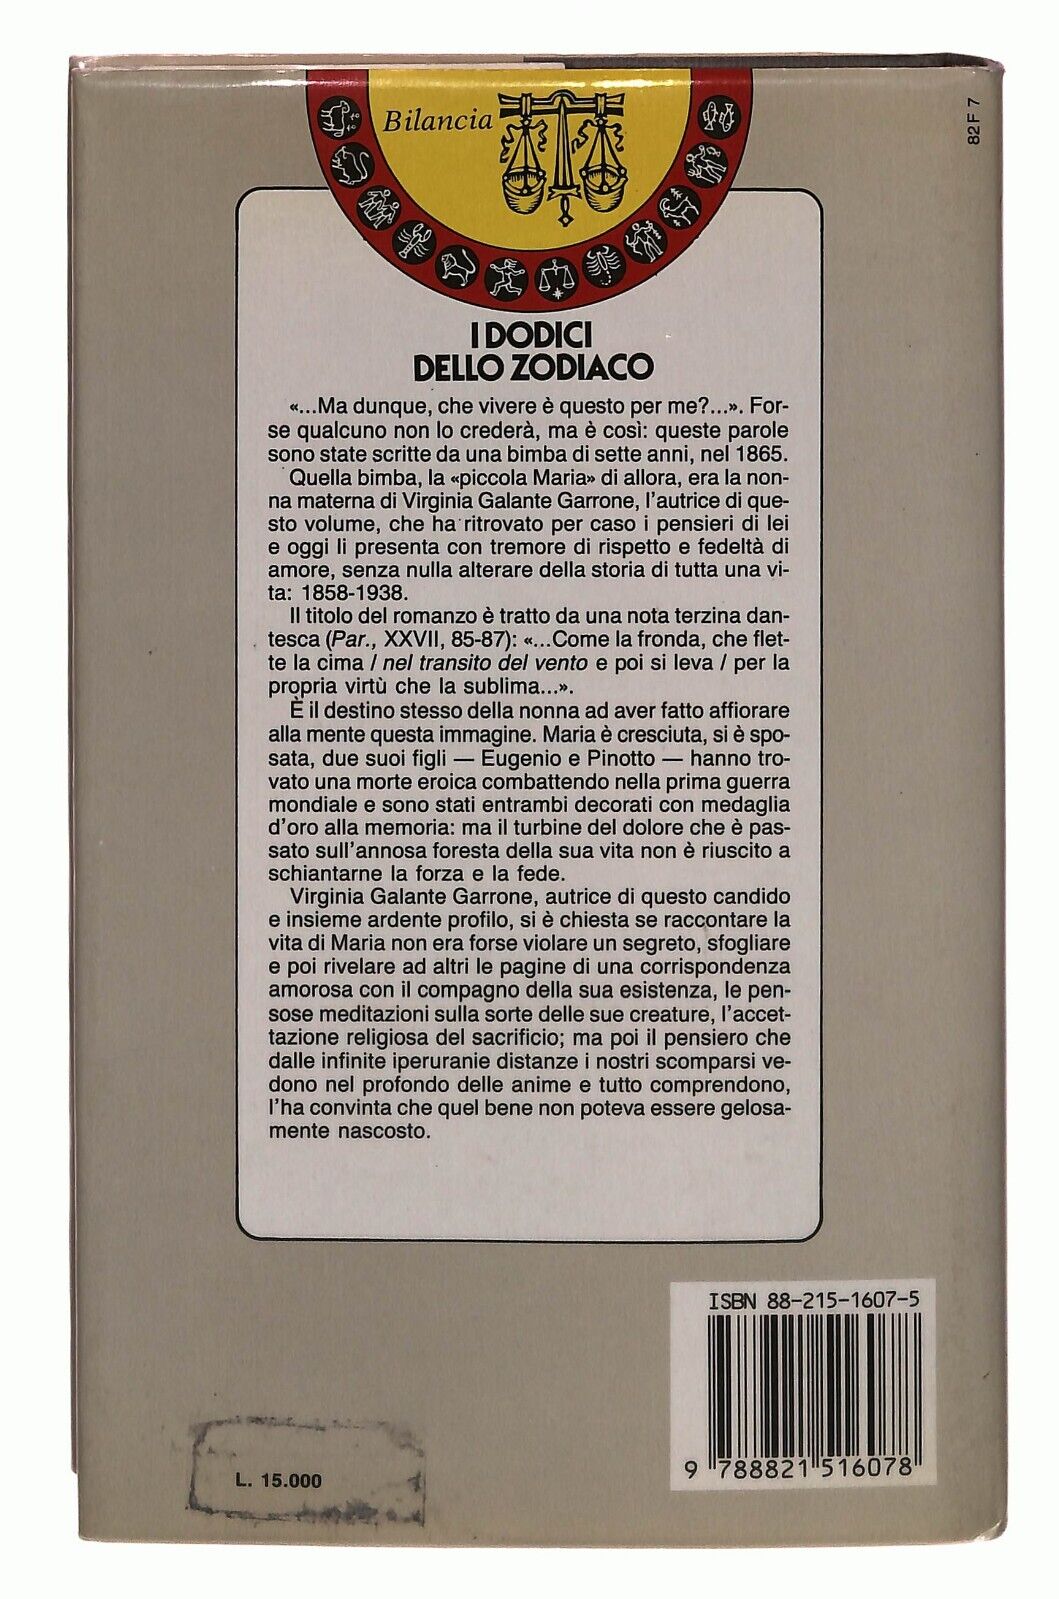 Bilancia
82 F 7
I DODICI
DELLO ZODIACO
«...Ma dunque, che vivere è questo per me?...». For-
se qualcuno non lo crederà, ma è così: queste parole
sono state scritte da una bimba di sette anni, nel 1865.
Quella bimba, la «piccola Maria» di allora, era la non-
na materna di Virginia Galante Garrone, l'autrice di que-
sto volume, che ha ritrovato per caso i pensieri di lei
e oggi li presenta con tremore di rispetto e fedeltà di
amore, senza nulla alterare della storia di tutta una vi-
ta: 1858-1938.
Il titolo del romanzo è tratto da una nota terzina dan-
tesca (Par., XXVII, 85-87): «...Come la fronda, che flet-
te la cima / nel transito del vento e poi si leva / per la
propria virtù che la sublima...».
È il destino stesso della nonna ad aver fatto affiorare
alla mente questa immagine. Maria è cresciuta, si è spo-
sata, due suoi figli — Eugenio e Pinotto — hanno tro-
vato una morte eroica combattendo nella prima guerra
mondiale e sono stati entrambi decorati con medaglia
d'oro alla memoria: ma il turbine del dolore che è pas-
sato sull'annosa foresta della sua vita non è riuscito a
schiantarne la forza e la fede.
Virginia Galante Garrone, autrice di questo candido
e insieme ardente profilo, si è chiesta se raccontare la
vita di Maria non era forse violare un segreto, sfogliare
e poi rivelare ad altri le pagine di una corrispondenza
amorosa con il compagno della sua esistenza, le pen-
sose meditazioni sulla sorte delle sue creature, l'accet-
tazione religiosa del sacrificio; ma poi il pensiero che
dalle infinite iperuranie distanze i nostri scomparsi ve-
dono nel profondo delle anime e tutto comprendono,
l'ha convinta che quel bene non poteva essere gelosa-
mente nascosto.
ISBN 88-215-1607-5
9 788821 516078
L. 15.000